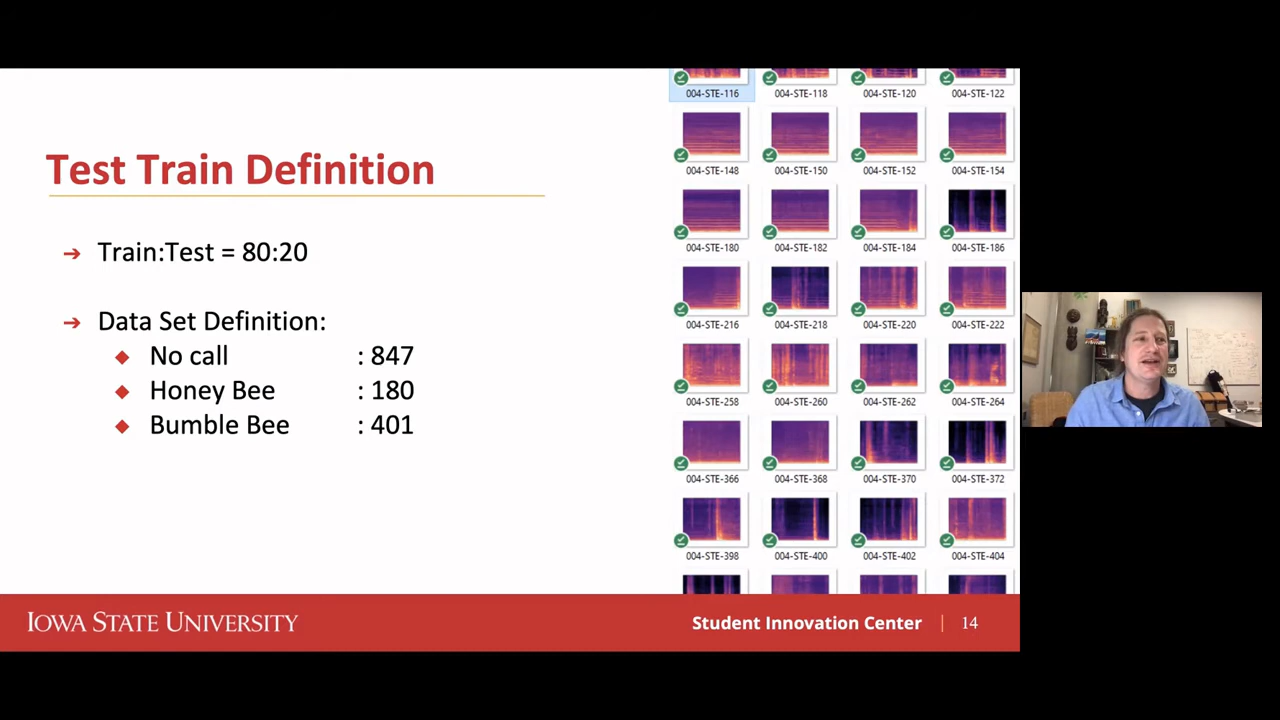 Test Train Definition
➔ Train:Test = 80:20
➔ Data Set Definition:
◆ No call : 847
◆ Honey Bee : 180
◆ Bumble Bee : 401
004-STE-116 004-STE-118 004-STE-120 004-STE-122
004-STE-148 004-STE-150 004-STE-152 004-STE-154
004-STE-180 004-STE-182 004-STE-184 004-STE-186
004-STE-216 004-STE-218 004-STE-220 004-STE-222
004-STE-258 004-STE-260 004-STE-262 004-STE-264
004-STE-366 004-STE-368 004-STE-370 004-STE-372
004-STE-398 004-STE-400 004-STE-402 004-STE-404
IOWA STATE UNIVERSITY
Student Innovation Center | 14